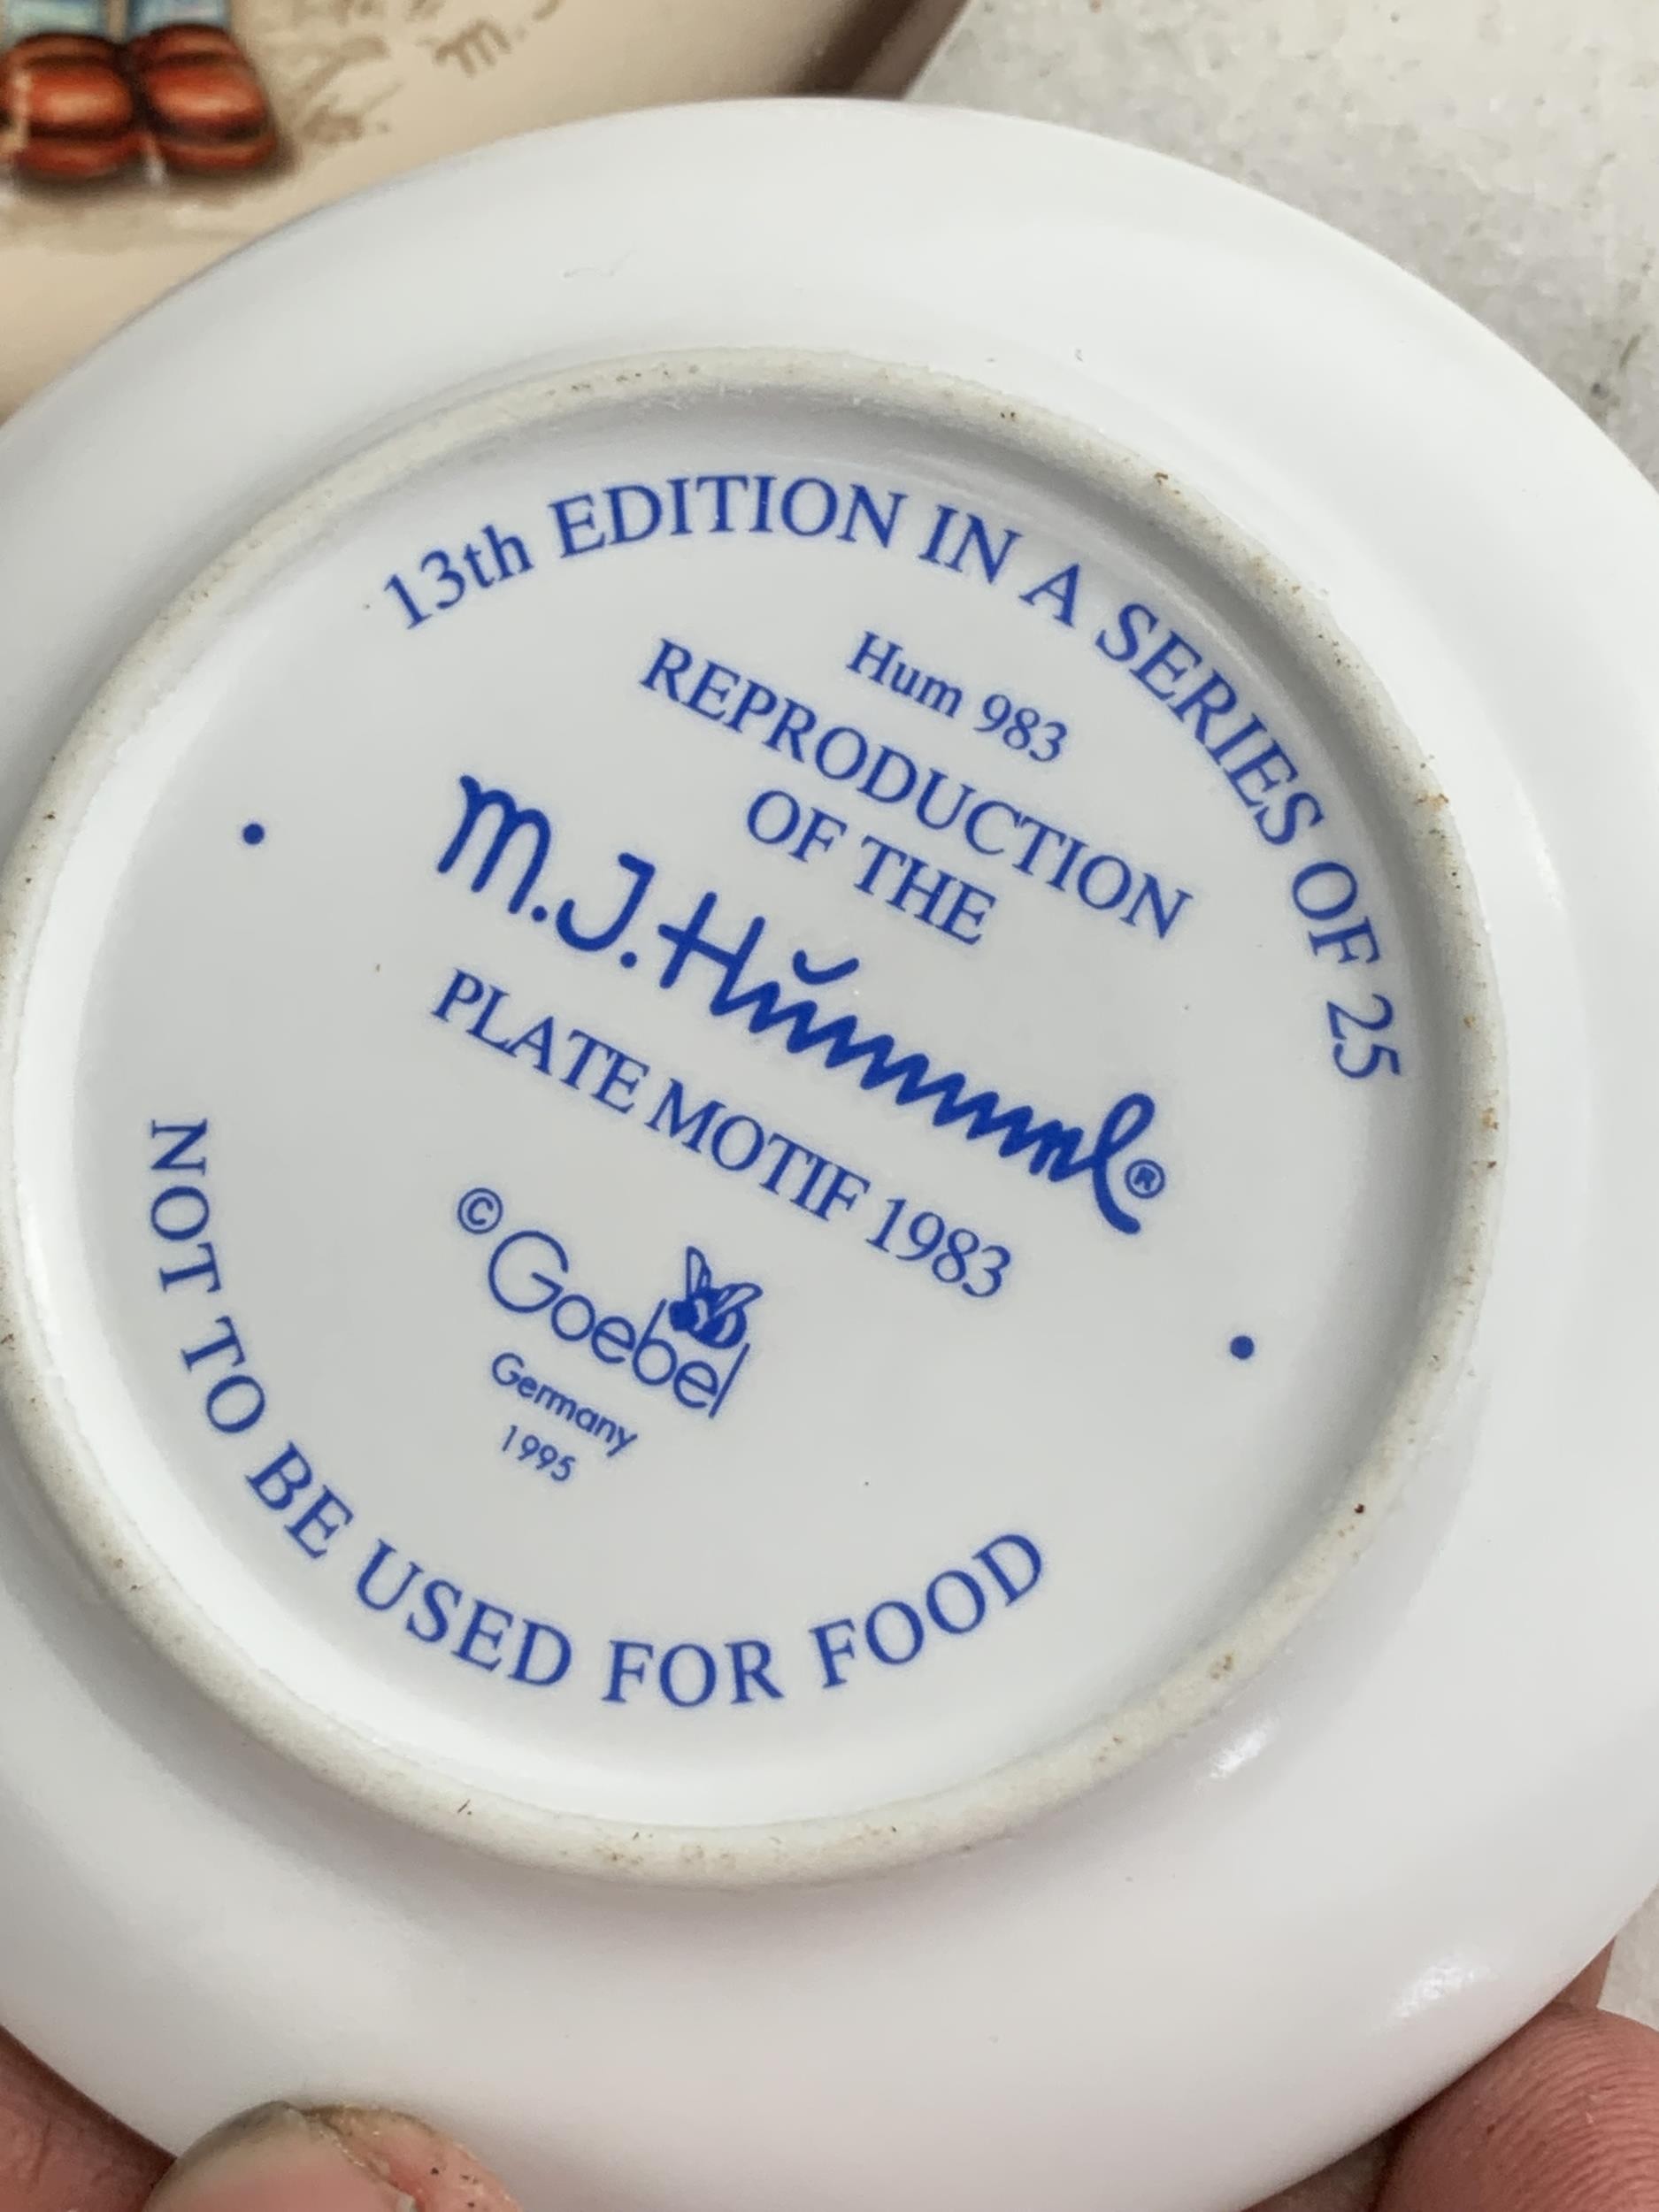 13th EDITION IN A SERIES OF 25
Hum 983
REPRODUCTION
OF THE
M.J.Hummel®
PLATE MOTIF 1983
© Goebel
Germany
1995
NOT TO BE USED FOR FOOD